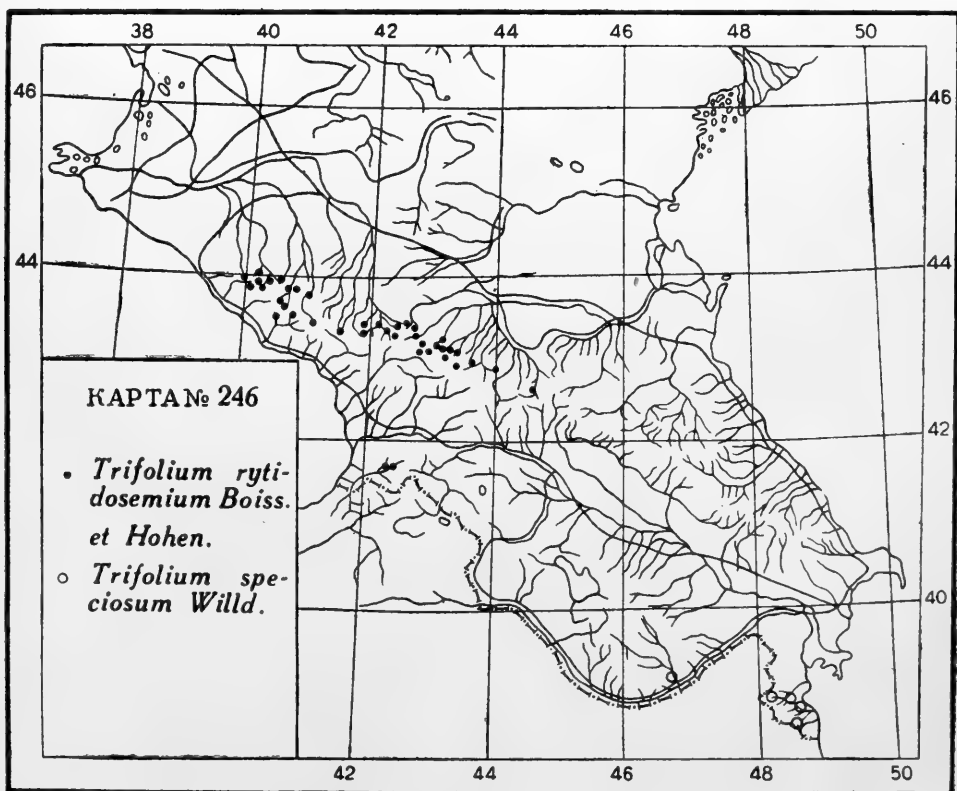 38 40 42 44 46 48 50
46 46
44 44
КАРТА № 246
42
• Trifolium ryti-
dosemium Boiss.
et Hohen.
○ Trifolium spe-
ciosum Willd.
40
42 44 46 48 50